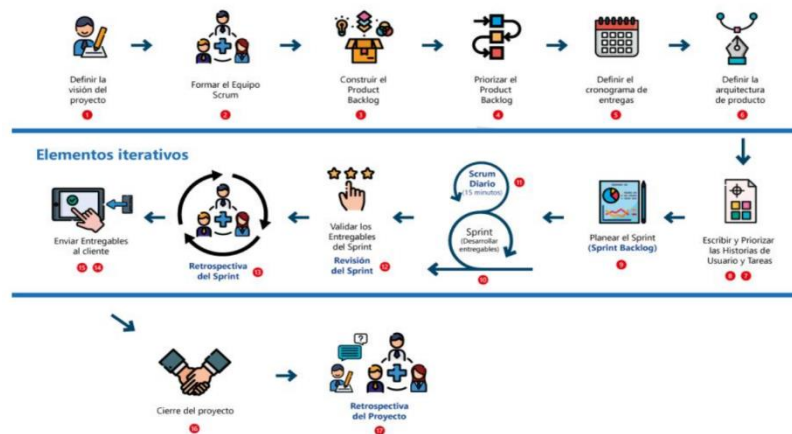 Definir la
visión del
proyecto
1
Formar el Equipo
Scrum
2
Construir el
Product
Backlog
3
Priorizar el
Product
Backlog
4
Definir el
cronograma de
entregas
5
Definir la
arquitectura
de producto
6
Elementos iterativos
Enviar Entregables
al cliente
15 14
Retrospectiva
del Sprint
13
Validar los
Entregables
del Sprint
Revisión
del Sprint
12
Scrum
Diario
(15 minutos)
11
Sprint
(Desarrollar
entregables)
10
Planear el Sprint
(Sprint Backlog)
9
Escribir y Priorizar
las Historias de
Usuario y Tareas
8 7
Cierre del proyecto
16
?
Retrospectiva
del Proyecto
17